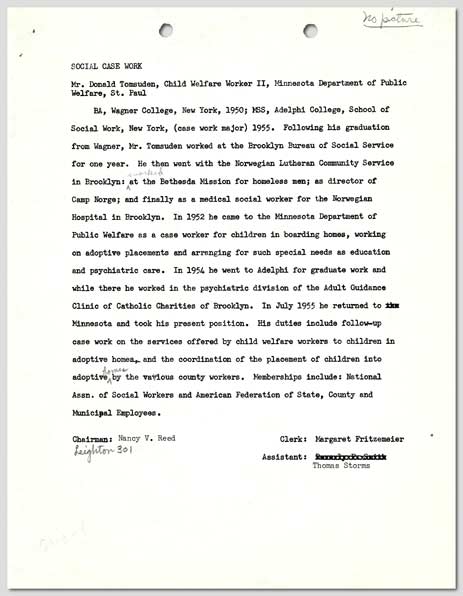 No picture
SOCIAL CASE WORK
Mr. Donald Tomsuden, Child Welfare Worker II, Minnesota Department of Public
Welfare, St. Paul
BA, Wagner College, New York, 1950; MSS, Adelphi College, School of
Social Work, New York, (case work major) 1955. Following his graduation
from Wagner, Mr. Tomsuden worked at the Brooklyn Bureau of Social Service
for one year. He then went with the Norwegian Lutheran Community Service
worked
in Brooklyn: at the Bethesda Mission for homeless men; as director of
Camp Norge; and finally as a medical social worker for the Norwegian
Hospital in Brooklyn. In 1952 he came to the Minnesota Department of
Public Welfare as a case worker for children in boarding homes, working
on adoptive placements and arranging for such special needs as education
and psychiatric care. In 1954 he went to Adelphi for graduate work and
while there he worked in the psychiatric division of the Adult Guidance
Clinic of Catholic Charities of Brooklyn. In July 1955 he returned to
Minnesota and took his present position. His duties include follow-up
case work on the services offered by child welfare workers to children in
adoptive homes, and the coordination of the placement of children into
homes
adoptive by the various county workers. Memberships include: National
Assn. of Social Workers and American Federation of State, County and
Municipal Employees.
Chairman: Nancy V. Reed Clerk: Margaret Fritzemeier
Leighton 301
Assistant:
Thomas Storms